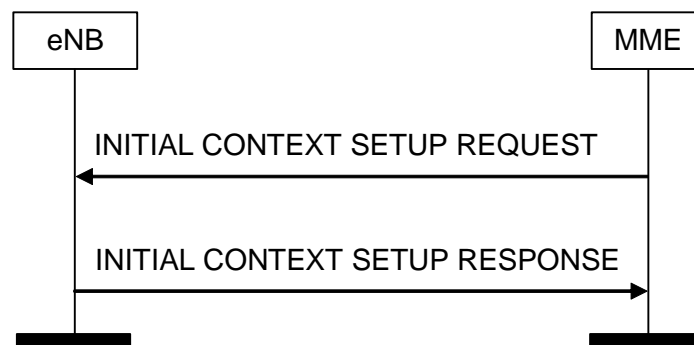 eNB
MME
INITIAL CONTEXT SETUP REQUEST
INITIAL CONTEXT SETUP RESPONSE